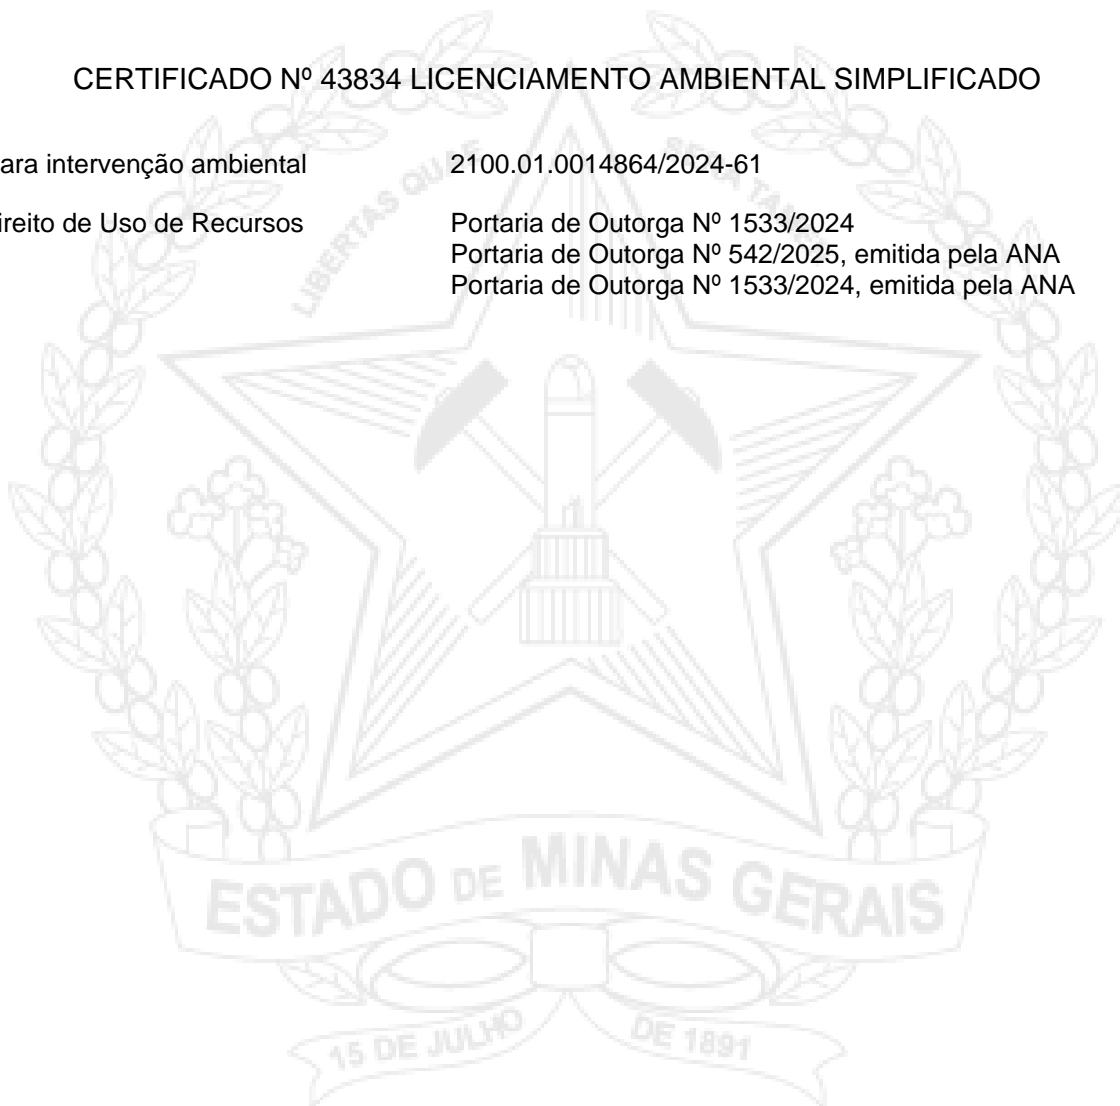 CERTIFICADO Nº 43834 LICENCIAMENTO AMBIENTAL SIMPLIFICADO
ara intervenção ambiental 2100.01.0014864/2024-61
ireito de Uso de Recursos Portaria de Outorga Nº 1533/2024
Portaria de Outorga Nº 542/2025, emitida pela ANA
Portaria de Outorga Nº 1533/2024, emitida pela ANA
LIBERTAS QUÆ SERA TAMEN
ESTADO DE MINAS GERAIS
15 DE JULHO DE 1891